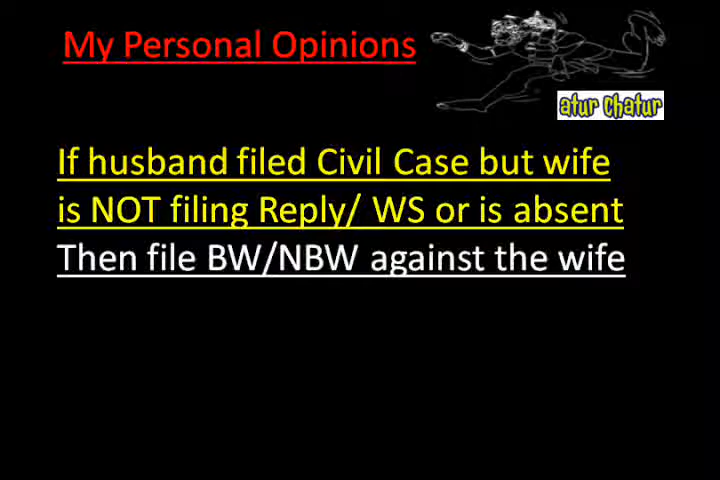 My Personal Opinions
atur chatur
If husband filed Civil Case but wife
is NOT filing Reply/ WS or is absent
Then file BW/NBW against the wife